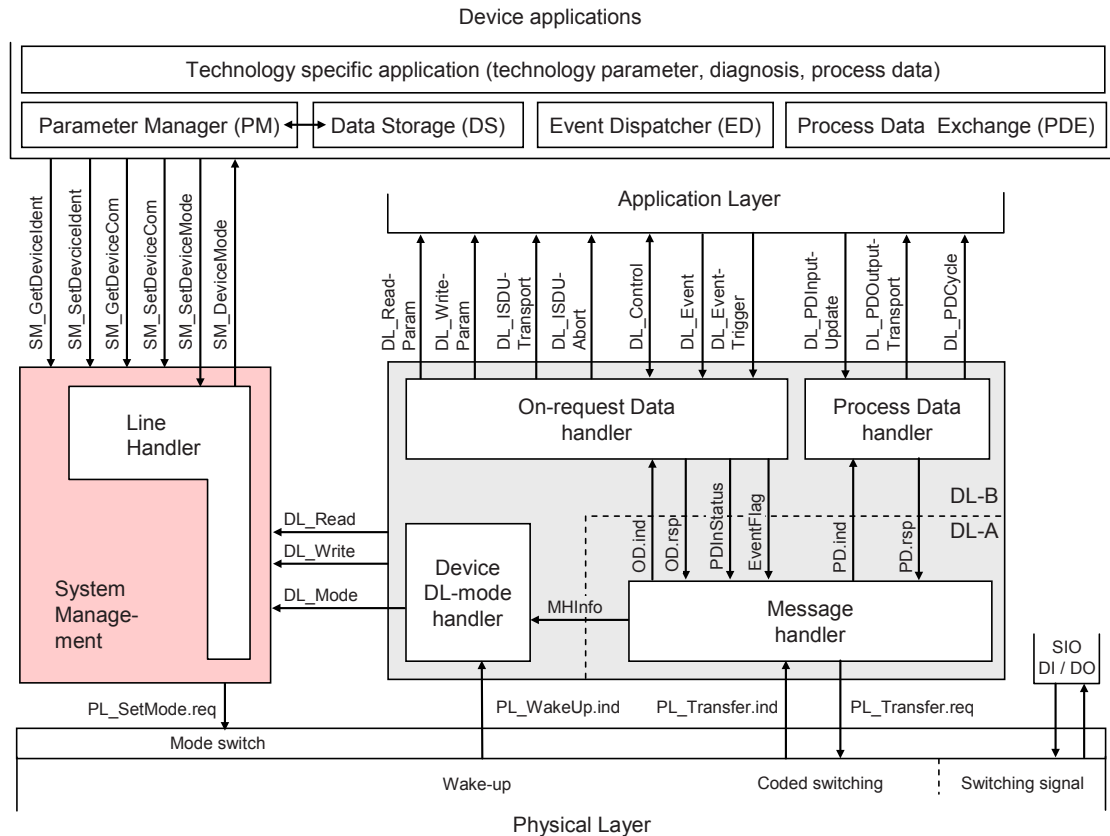 Device applications
Technology specific application (technology parameter, diagnosis, process data)
Parameter Manager (PM)
Data Storage (DS)
Event Dispatcher (ED)
Process Data Exchange (PDE)
SM_GetDeviceIdent
SM_SetDevciceIdent
SM_GetDeviceCom
SM_SetDeviceCom
SM_SetDeviceMode
SM_DeviceMode
Application Layer
DL_Read-
Param
DL_Write-
Param
DL_ISDU-
Transport
DL_ISDU-
Abort
DL_Control
DL_Event
DL_Event-
Trigger
DL_PDInput-
Update
DL_PDOutput-
Transport
DL_PDCycle
Line
Handler
On-request Data
handler
Process Data
handler
DL-B
DL-A
OD.ind
OD.rsp
PDInStatus
EventFlag
PD.ind
PD.rsp
DL_Read
DL_Write
DL_Mode
System
Manage-
ment
Device
DL-mode
handler
MHInfo
Message
handler
SIO
DI / DO
PL_SetMode.req
PL_WakeUp.ind
PL_Transfer.ind
PL_Transfer.req
Mode switch
Wake-up
Coded switching
Switching signal
Physical Layer